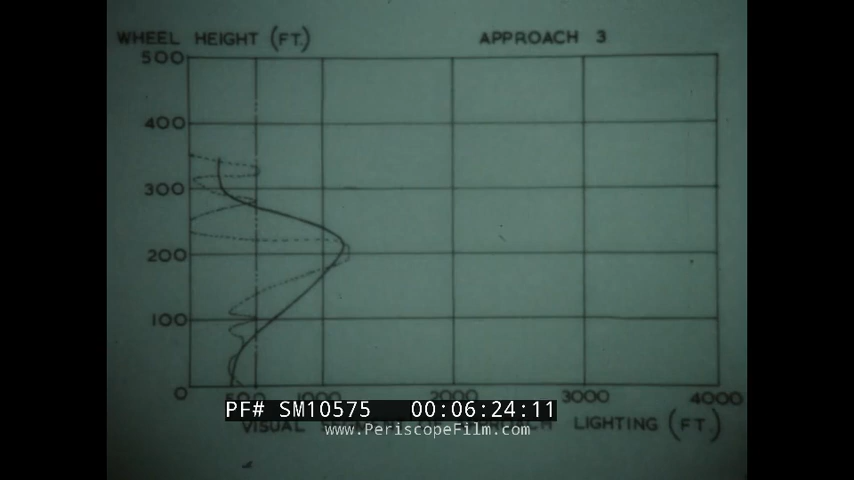 WHEEL HEIGHT (FT.) APPROACH 3
500
400
300
200
100
0 500 1000 2000 3000 4000
PF# SM10575 00:06:24:11
VISUAL LIGHTING (FT.)
www.PeriscopeFilm.com